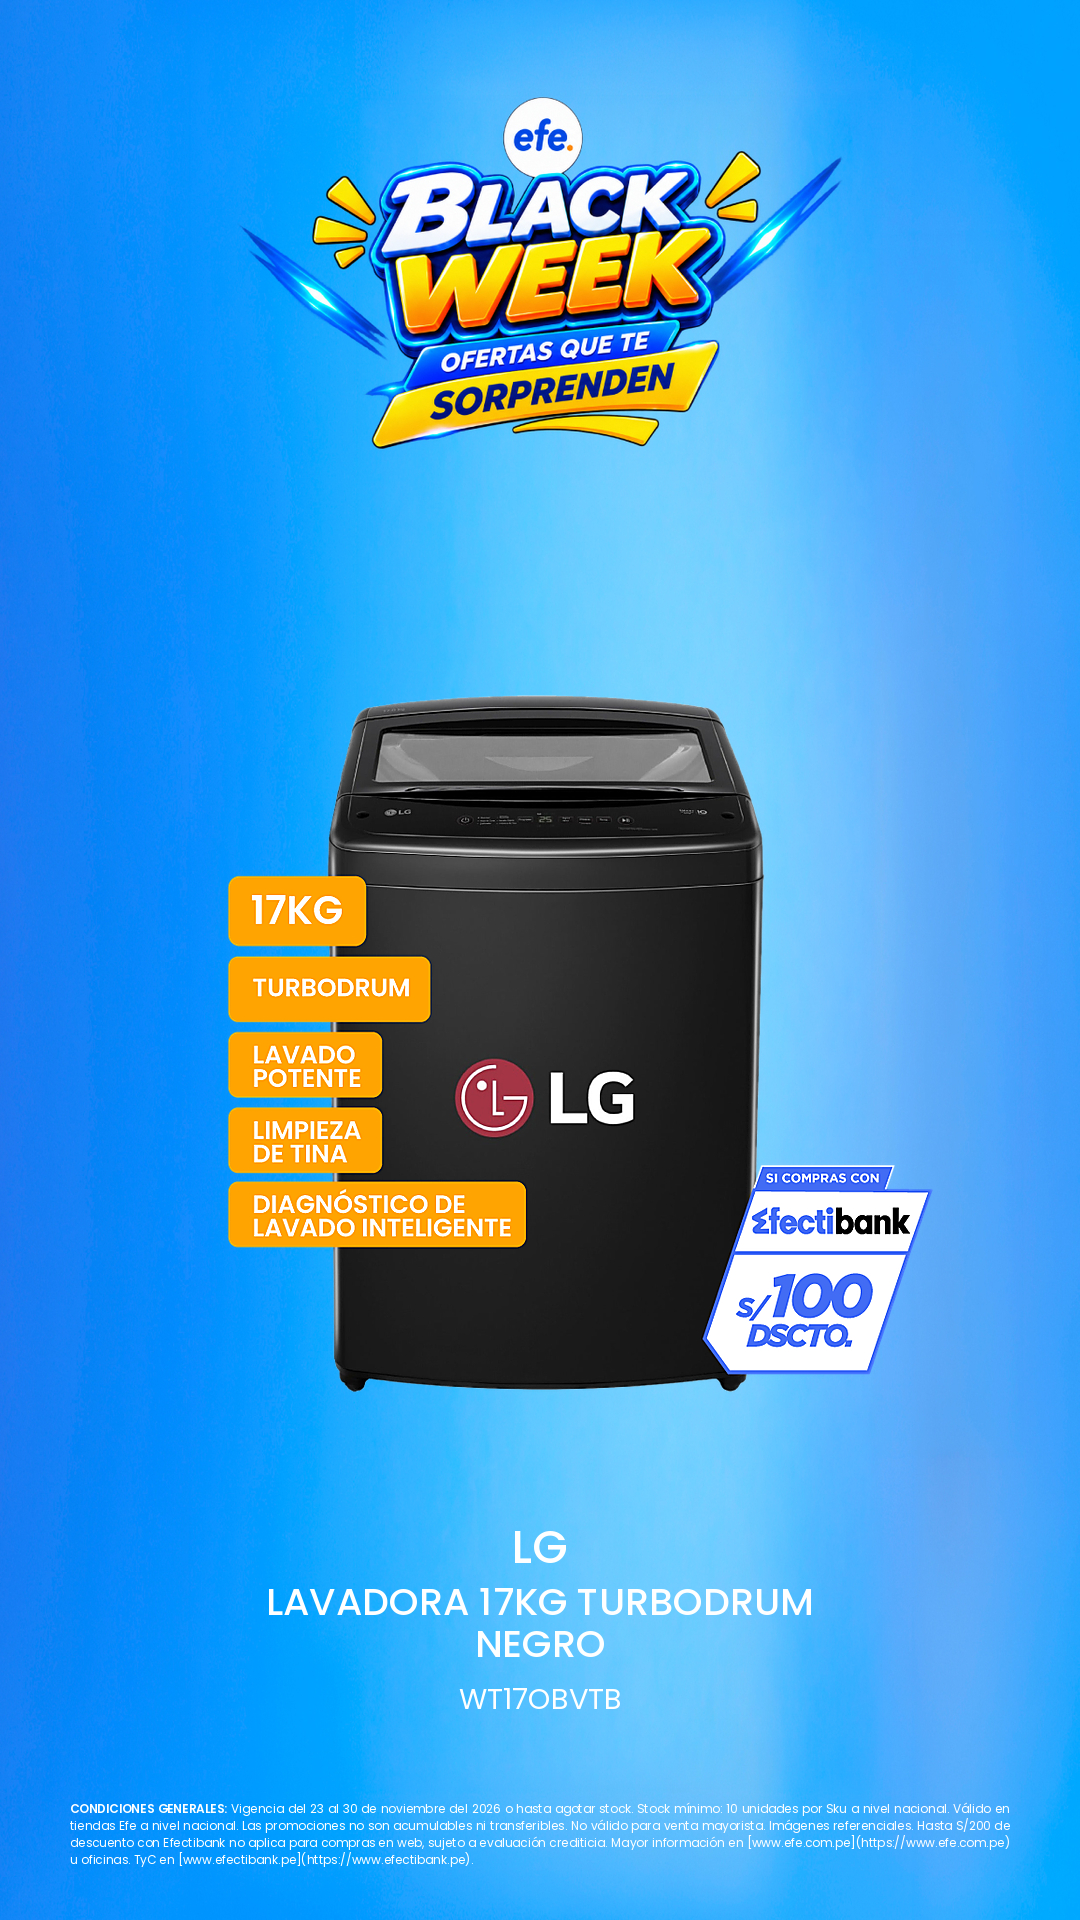 efe.
BLACK
WEEK
OFERTAS QUE TE
SORPRENDEN
LG
17KG
TURBODRUM
LAVADO
POTENTE
LIMPIEZA
DE TINA
DIAGNÓSTICO DE
LAVADO INTELIGENTE
LG
SI COMPRAS CON
Efectibank
S/100
DSCTO.
LG
LAVADORA 17KG TURBODRUM
NEGRO
WT17OBVTB
CONDICIONES GENERALES: Vigencia del 23 al 30 de noviembre del 2026 o hasta agotar stock. Stock mínimo: 10 unidades por Sku a nivel nacional. Válido en
tiendas Efe a nivel nacional. Las promociones no son acumulables ni transferibles. No válido para venta mayorista. Imágenes referenciales. Hasta S/200 de
descuento con Efectibank no aplica para compras en web, sujeto a evaluación crediticia. Mayor información en [www.efe.com.pe](https://www.efe.com.pe)
u oficinas. TyC en [www.efectibank.pe](https://www.efectibank.pe).